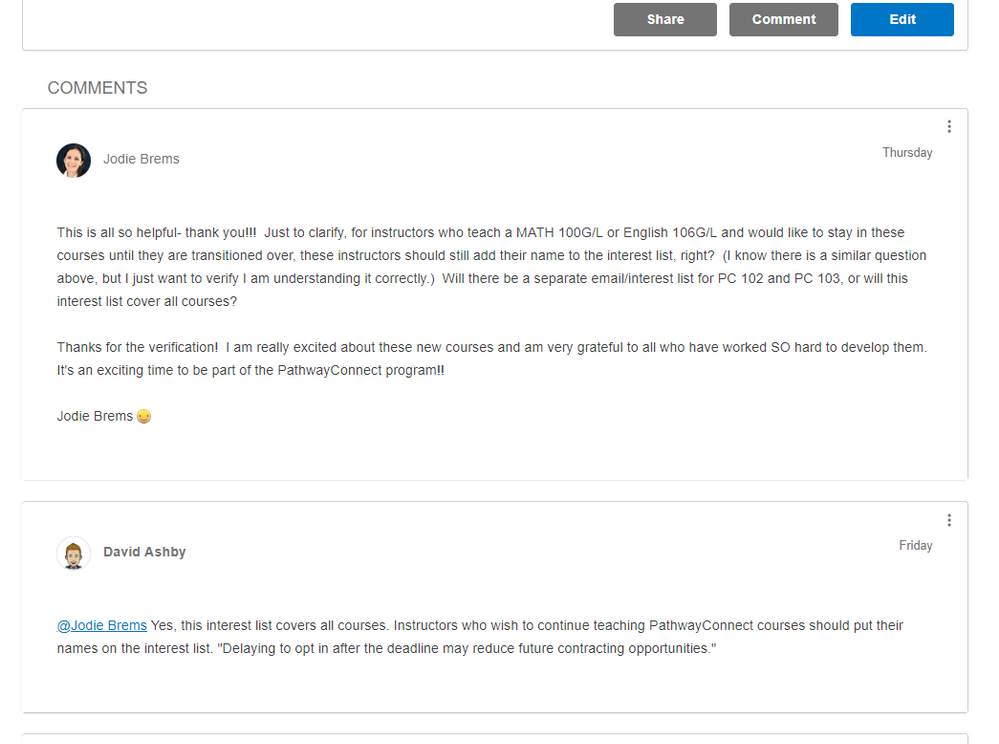 Share Comment Edit
COMMENTS
Jodie Brems
Thursday
This is all so helpful- thank you!!!  Just to clarify, for instructors who teach a MATH 100G/L or English 106G/L and would like to stay in these
courses until they are transitioned over, these instructors should still add their name to the interest list, right?  (I know there is a similar question
above, but I just want to verify I am understanding it correctly.)  Will there be a separate email/interest list for PC 102 and PC 103, or will this
interest list cover all courses?
Thanks for the verification!  I am really excited about these new courses and am very grateful to all who have worked SO hard to develop them.
It's an exciting time to be part of the PathwayConnect program!!
Jodie Brems
David Ashby
Friday
@Jodie Brems Yes, this interest list covers all courses. Instructors who wish to continue teaching PathwayConnect courses should put their
names on the interest list. "Delaying to opt in after the deadline may reduce future contracting opportunities."